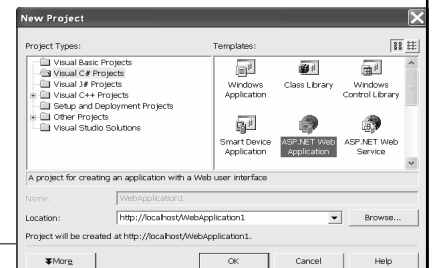 New Project
Project Types:
Templates:
Visual Basic Projects
Visual C# Projects
Visual J# Projects
Visual C++ Projects
Setup and Deployment Projects
Other Projects
Visual Studio Solutions
Windows Application
Class Library
Windows Control Library
Smart Device Application
ASP.NET Web Application
ASP.NET Web Service
A project for creating an application with a Web user interface
Name:
WebApplication1
Location:
http://localhost/WebApplication1
Browse...
Project will be created at http://localhost/WebApplication1.
More
OK
Cancel
Help